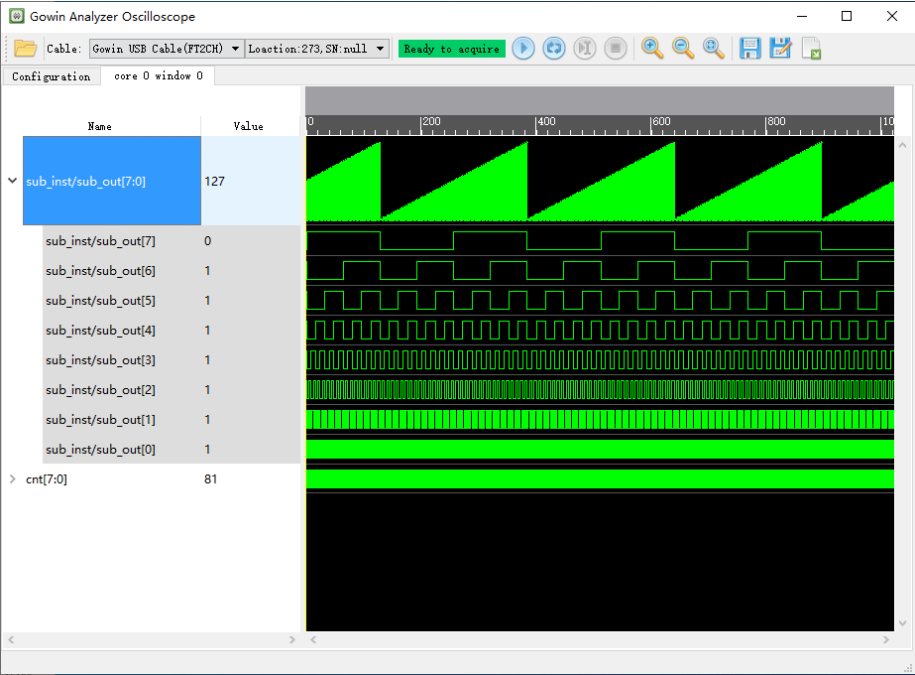 Gowin Analyzer Oscilloscope
Cable: Gowin USB Cable(FT2CH) Loaction:273,SN:null Ready to acquire
Configuration core 0 window 0
Name Value 0 200 400 600 800 10
sub_inst/sub_out[7:0] 127
sub_inst/sub_out[7] 0
sub_inst/sub_out[6] 1
sub_inst/sub_out[5] 1
sub_inst/sub_out[4] 1
sub_inst/sub_out[3] 1
sub_inst/sub_out[2] 1
sub_inst/sub_out[1] 1
sub_inst/sub_out[0] 1
cnt[7:0] 81